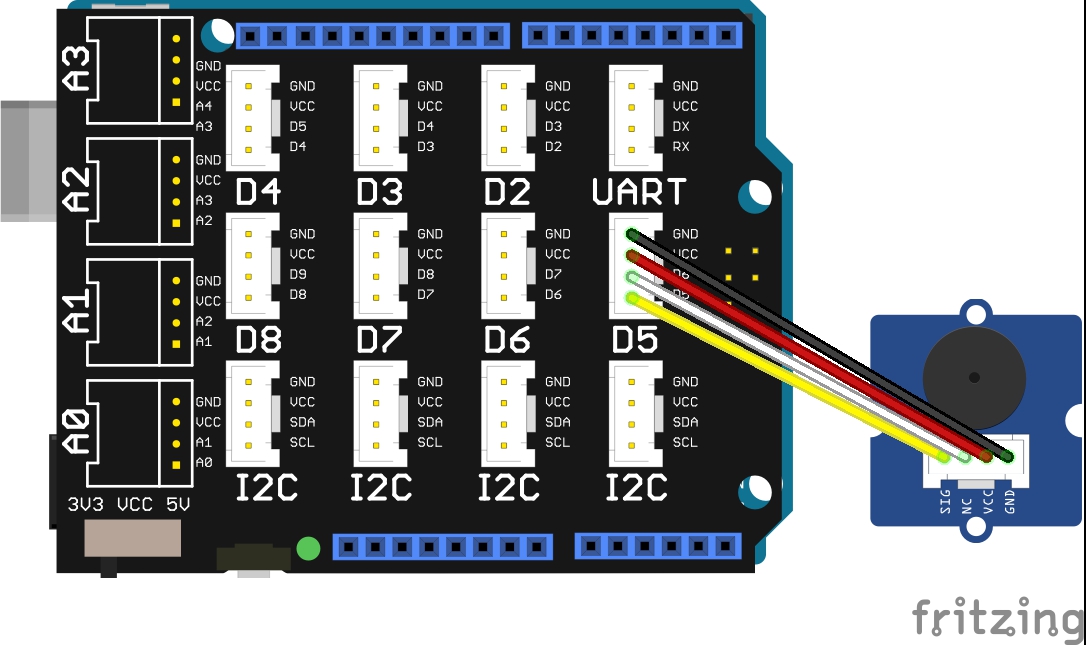 A3
GND
VCC
A4
A3
A2
GND
VCC
A3
A2
A1
GND
VCC
A2
A1
A0
GND
VCC
A1
A0
3V3 VCC 5V
GND
VCC
D5
D4
D4
GND
VCC
D4
D3
D3
GND
VCC
D3
D2
D2
GND
VCC
DX
RX
UART
GND
VCC
D9
D8
D8
GND
VCC
D8
D7
D7
GND
VCC
D7
D6
D6
GND
VCC
D6
D5
D5
GND
VCC
SDA
SCL
I2C
GND
VCC
SDA
SCL
I2C
GND
VCC
SDA
SCL
I2C
GND
VCC
SDA
SCL
I2C
SIG
NC
VCC
GND
fritzing